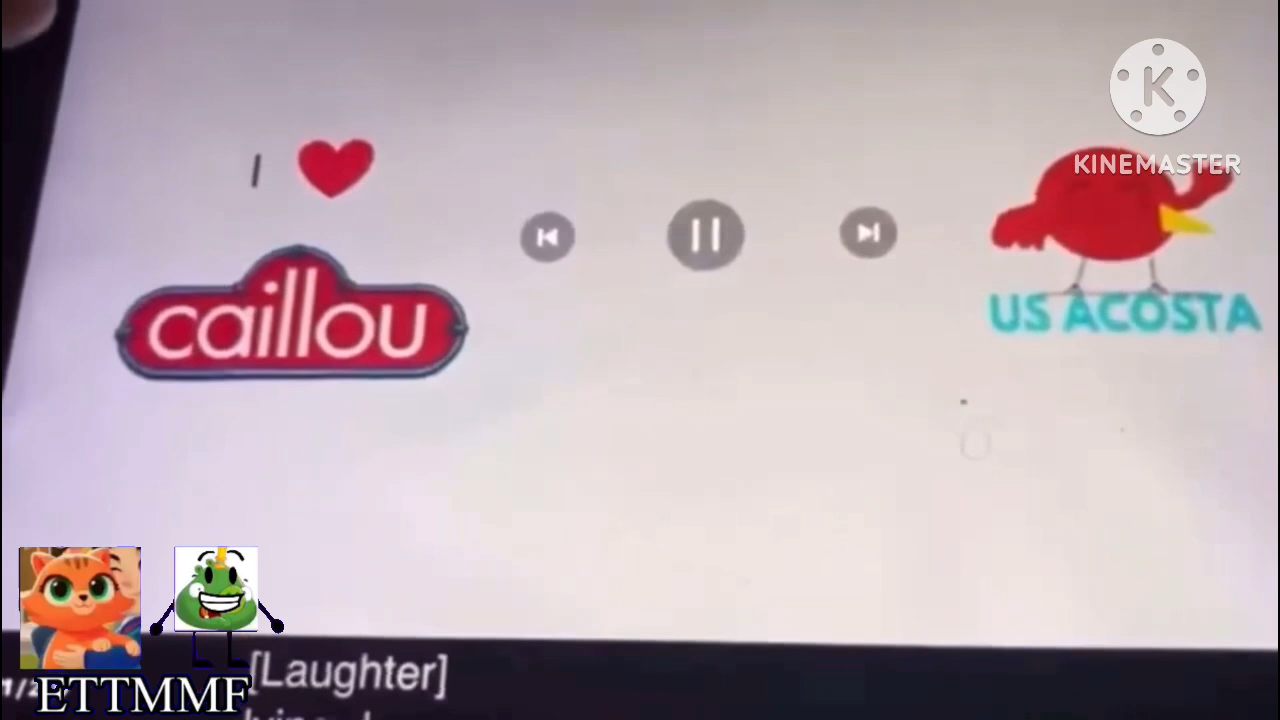 I
caillou
K
KINEMASTER
US ACOSTA
[Laughter]
ETTMMF